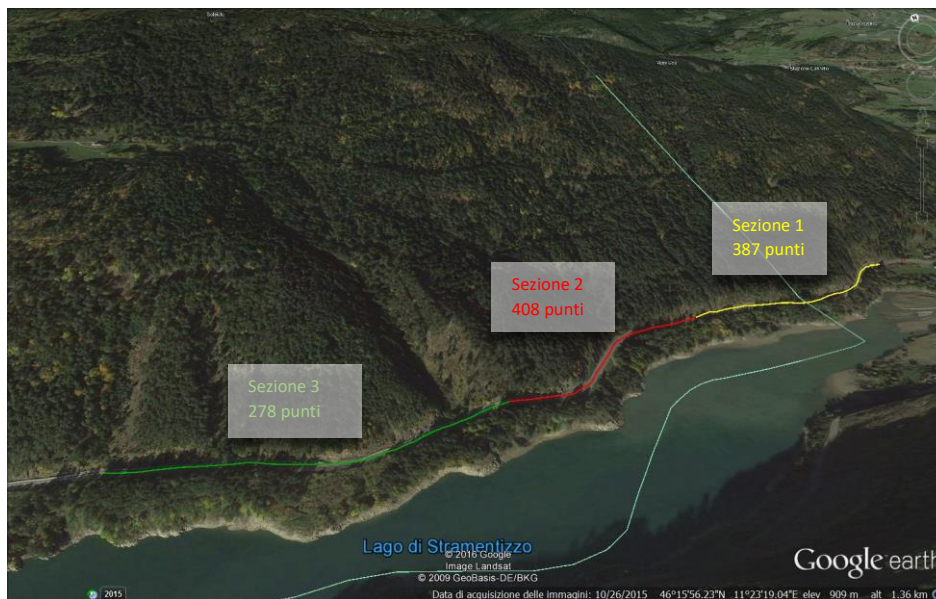 Sezione 1
387 punti
Sezione 2
408 punti
Sezione 3
278 punti
Lago di Stramentizzo
© 2016 Google
Image Landsat
© 2009 GeoBasis-DE/BKG
Google earth
2015
Data di acquisizione delle immagini: 10/26/2015 46°15'56.23"N 11°23'19.04"E elev 909 m alt 1.36 km